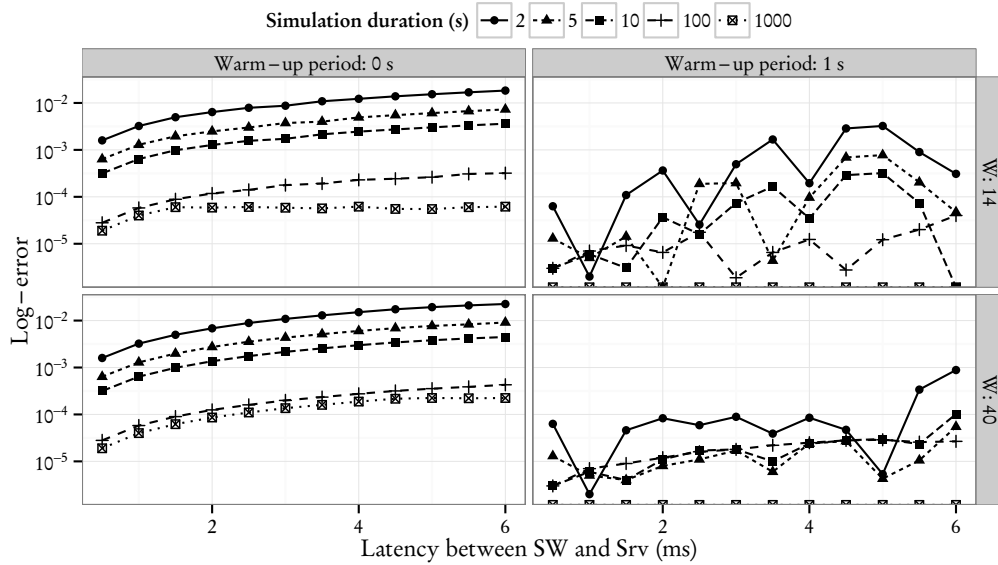 Simulation duration (s) 2 5 10 100 1000
Warm−up period: 0 s
Warm−up period: 1 s
10−2
10−3
10−4
10−5
W: 14
10−2
10−3
10−4
10−5
W: 40
Log−error
2 4 6
2 4 6
Latency between SW and Srv (ms)